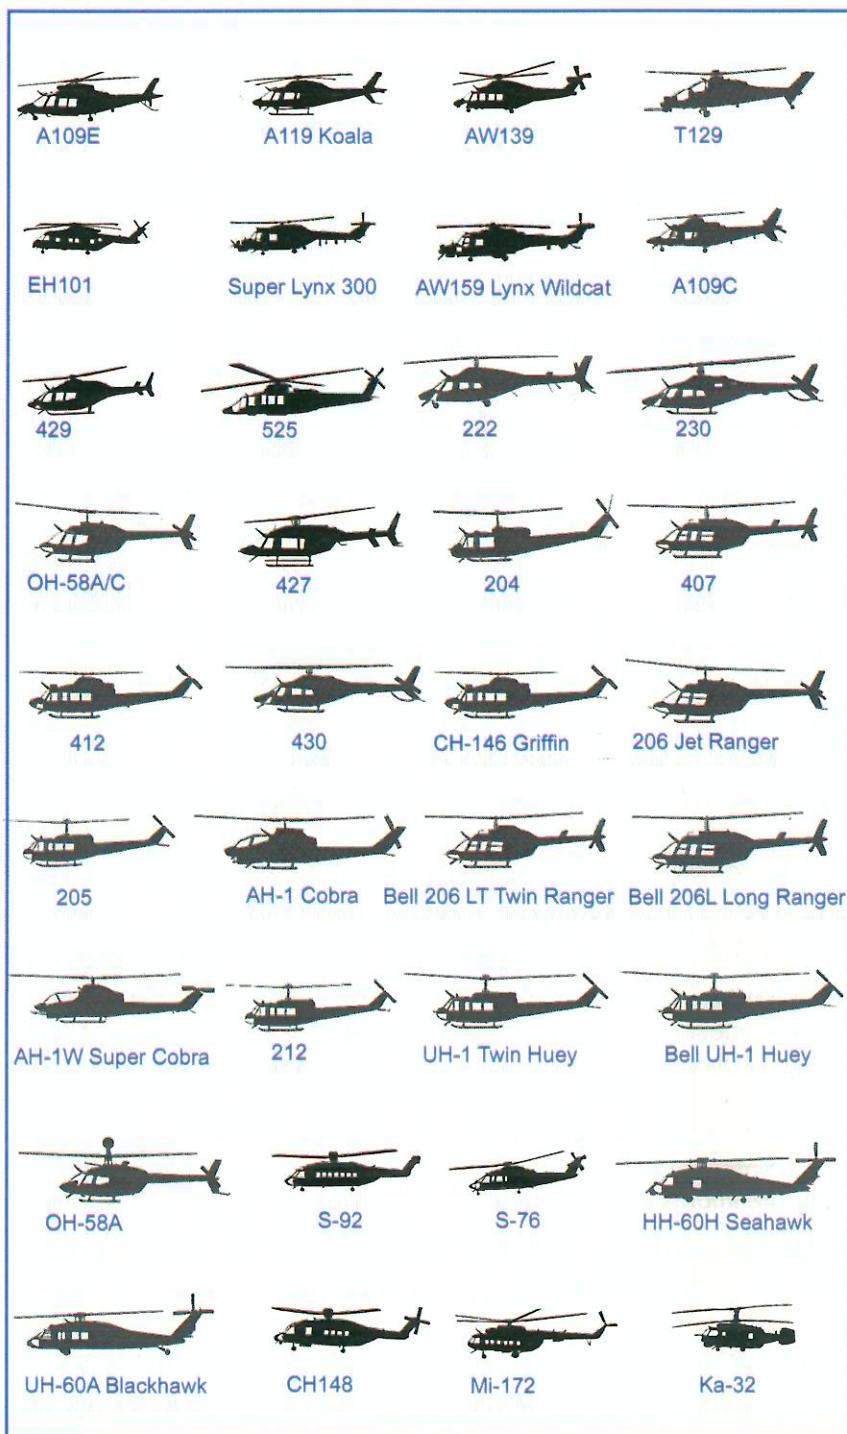 A109E
A119 Koala
AW139
T129
EH101
Super Lynx 300
AW159 Lynx Wildcat
A109C
429
525
222
230
OH-58A/C
427
204
407
412
430
CH-146 Griffin
206 Jet Ranger
205
AH-1 Cobra
Bell 206 LT Twin Ranger
Bell 206L Long Ranger
AH-1W Super Cobra
212
UH-1 Twin Huey
Bell UH-1 Huey
OH-58A
S-92
S-76
HH-60H Seahawk
UH-60A Blackhawk
CH148
Mi-172
Ka-32